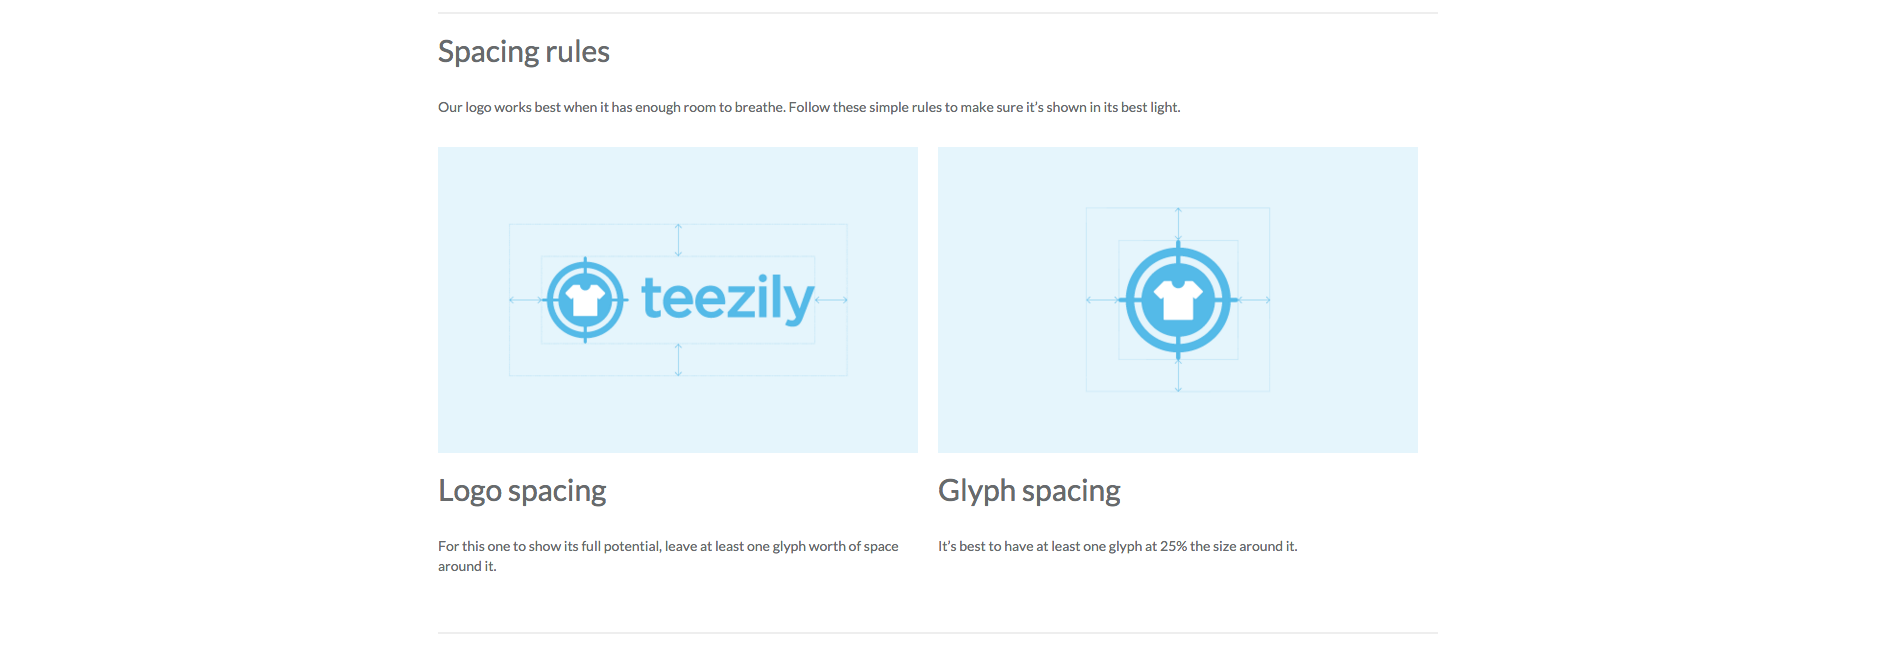 Spacing rules
Our logo works best when it has enough room to breathe. Follow these simple rules to make sure it’s shown in its best light.
teezily
Logo spacing
For this one to show its full potential, leave at least one glyph worth of space
around it.
Glyph spacing
It’s best to have at least one glyph at 25% the size around it.